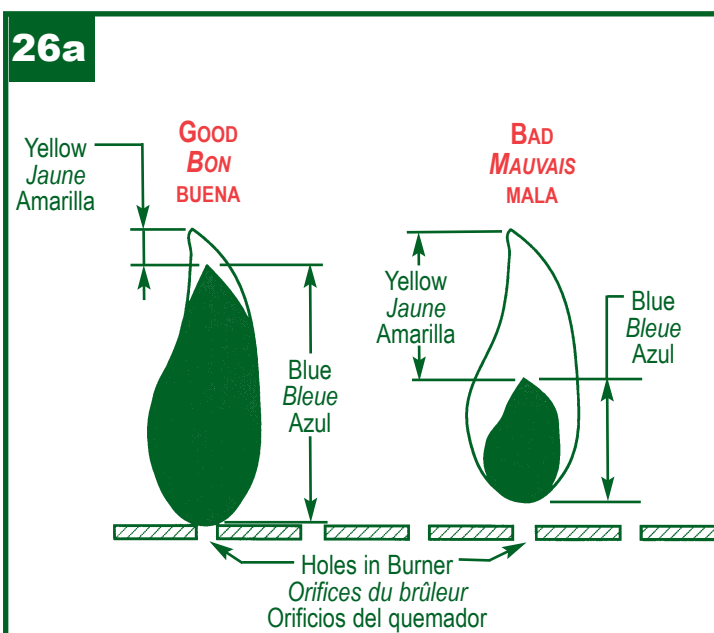 26a
GOOD
BON
BUENA
Yellow
Jaune
Amarilla
Blue
Bleue
Azul
BAD
MAUVAIS
MALA
Yellow
Jaune
Amarilla
Blue
Bleue
Azul
Holes in Burner
Orifices du brûleur
Orificios del quemador